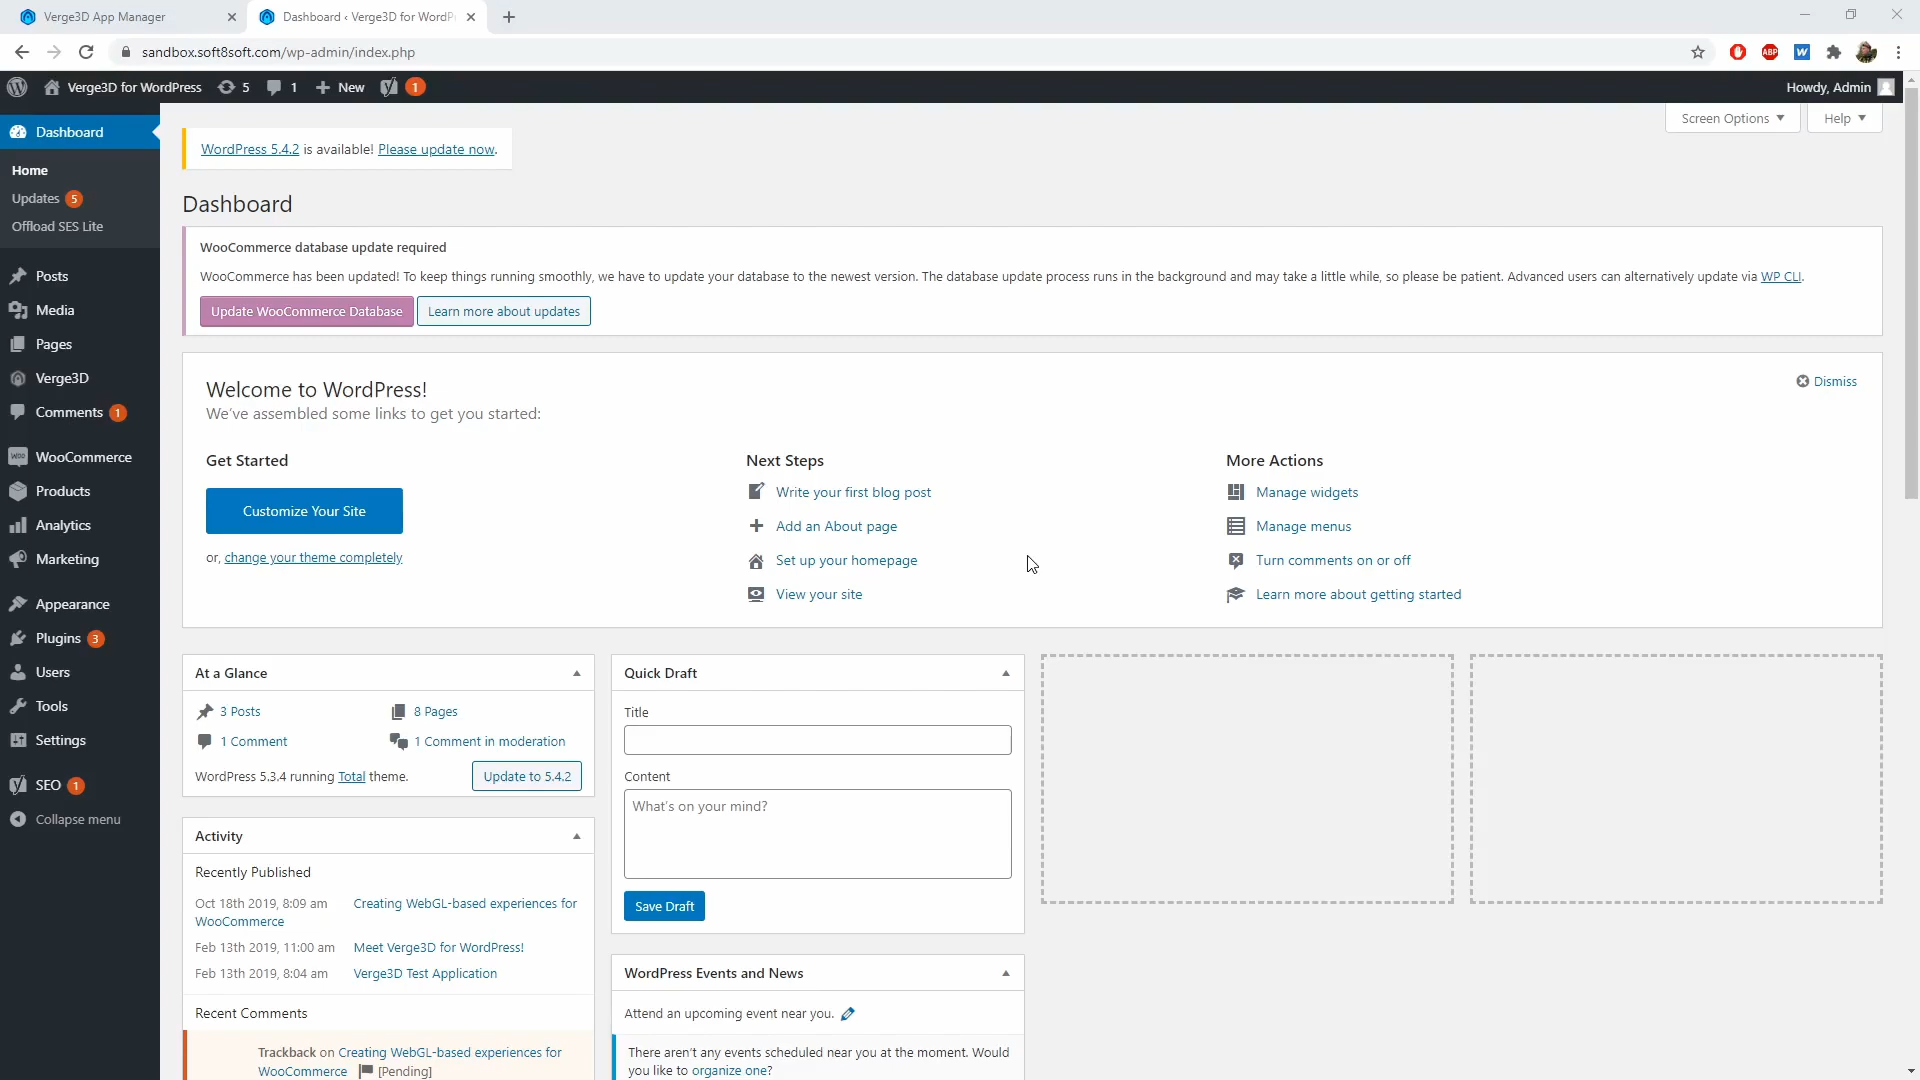 Verge3D App Manager
Dashboard ‹ Verge3D for WordPr
sandbox.soft8soft.com/wp-admin/index.php
ABP
W
Verge3D for WordPress
5
1
New
1
Howdy, Admin
Dashboard
Home
Updates 5
Offload SES Lite
Posts
Media
Pages
Verge3D
Comments 1
WooCommerce
Products
Analytics
Marketing
Appearance
Plugins 3
Users
Tools
Settings
SEO 1
Collapse menu
Screen Options
Help
WordPress 5.4.2 is available! Please update now.
Dashboard
WooCommerce database update required
WooCommerce has been updated! To keep things running smoothly, we have to update your database to the newest version. The database update process runs in the background and may take a little while, so please be patient. Advanced users can alternatively update via WP CLI.
Update WooCommerce Database
Learn more about updates
Welcome to WordPress!
We've assembled some links to get you started:
Dismiss
Get Started
Customize Your Site
or, change your theme completely
Next Steps
Write your first blog post
Add an About page
Set up your homepage
View your site
More Actions
Manage widgets
Manage menus
Turn comments on or off
Learn more about getting started
At a Glance
3 Posts
8 Pages
1 Comment
1 Comment in moderation
WordPress 5.3.4 running Total theme.
Update to 5.4.2
Activity
Recently Published
Oct 18th 2019, 8:09 am Creating WebGL-based experiences for
WooCommerce
Feb 13th 2019, 11:00 am Meet Verge3D for WordPress!
Feb 13th 2019, 8:04 am Verge3D Test Application
Recent Comments
Trackback on Creating WebGL-based experiences for
WooCommerce [Pending]
Quick Draft
Title
Content
What's on your mind?
Save Draft
WordPress Events and News
Attend an upcoming event near you.
There aren't any events scheduled near you at the moment. Would
you like to organize one?